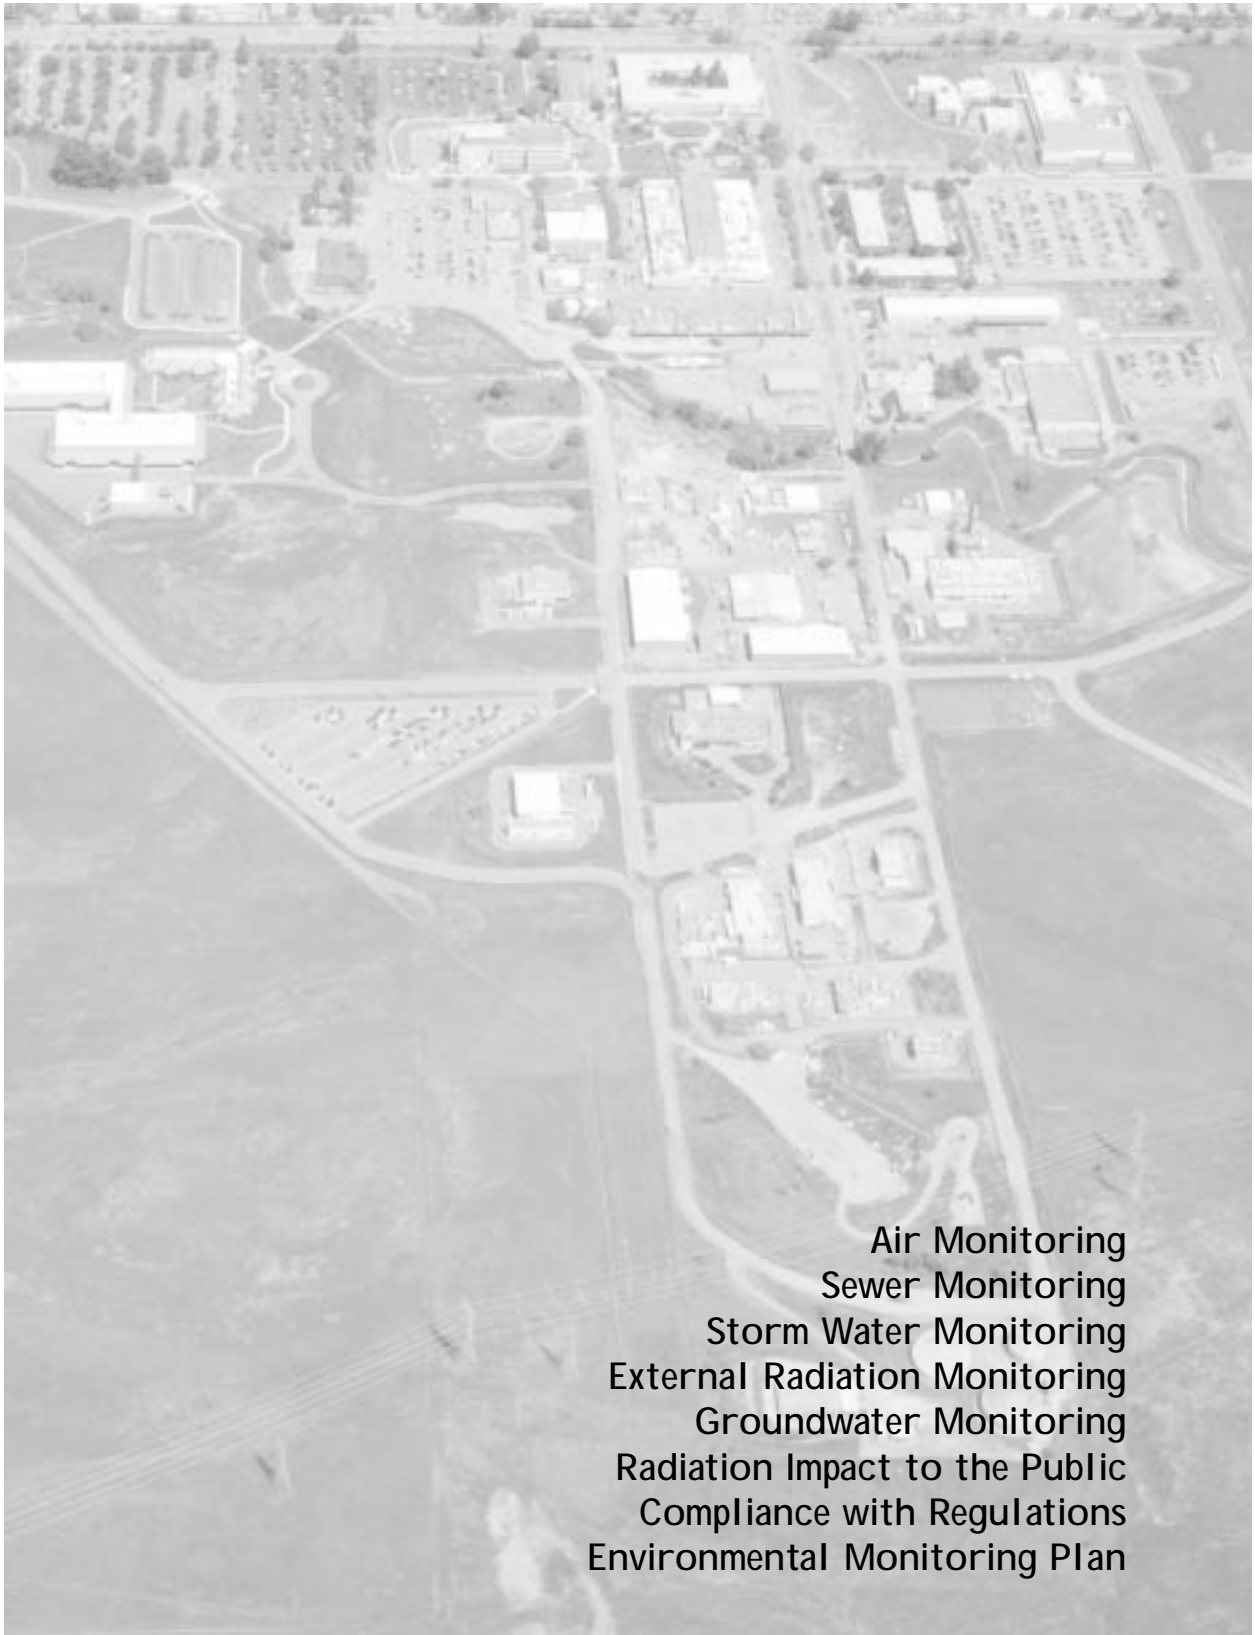 Air Monitoring
Sewer Monitoring
Storm Water Monitoring
External Radiation Monitoring
Groundwater Monitoring
Radiation Impact to the Public
Compliance with Regulations
Environmental Monitoring Plan